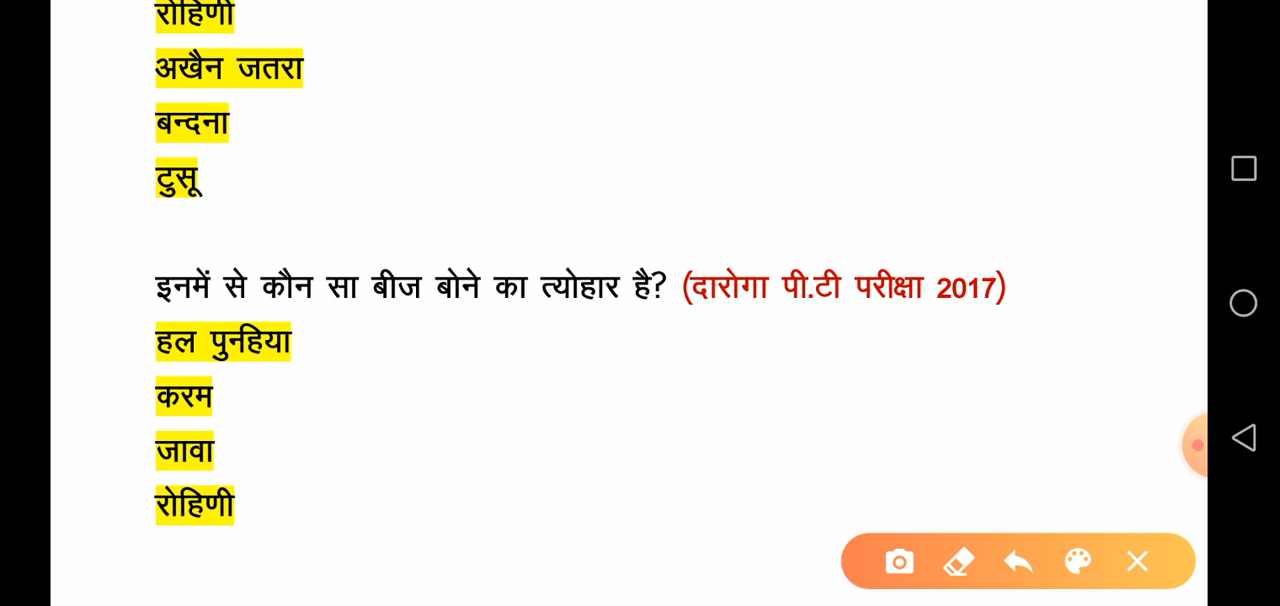 रोहिणी
अखैन जतरा
बन्दना
टुसू
इनमें से कौन सा बीज बोने का त्योहार है? (दारोगा पी.टी परीक्षा 2017)
हल पुनहिया
करम
जावा
रोहिणी